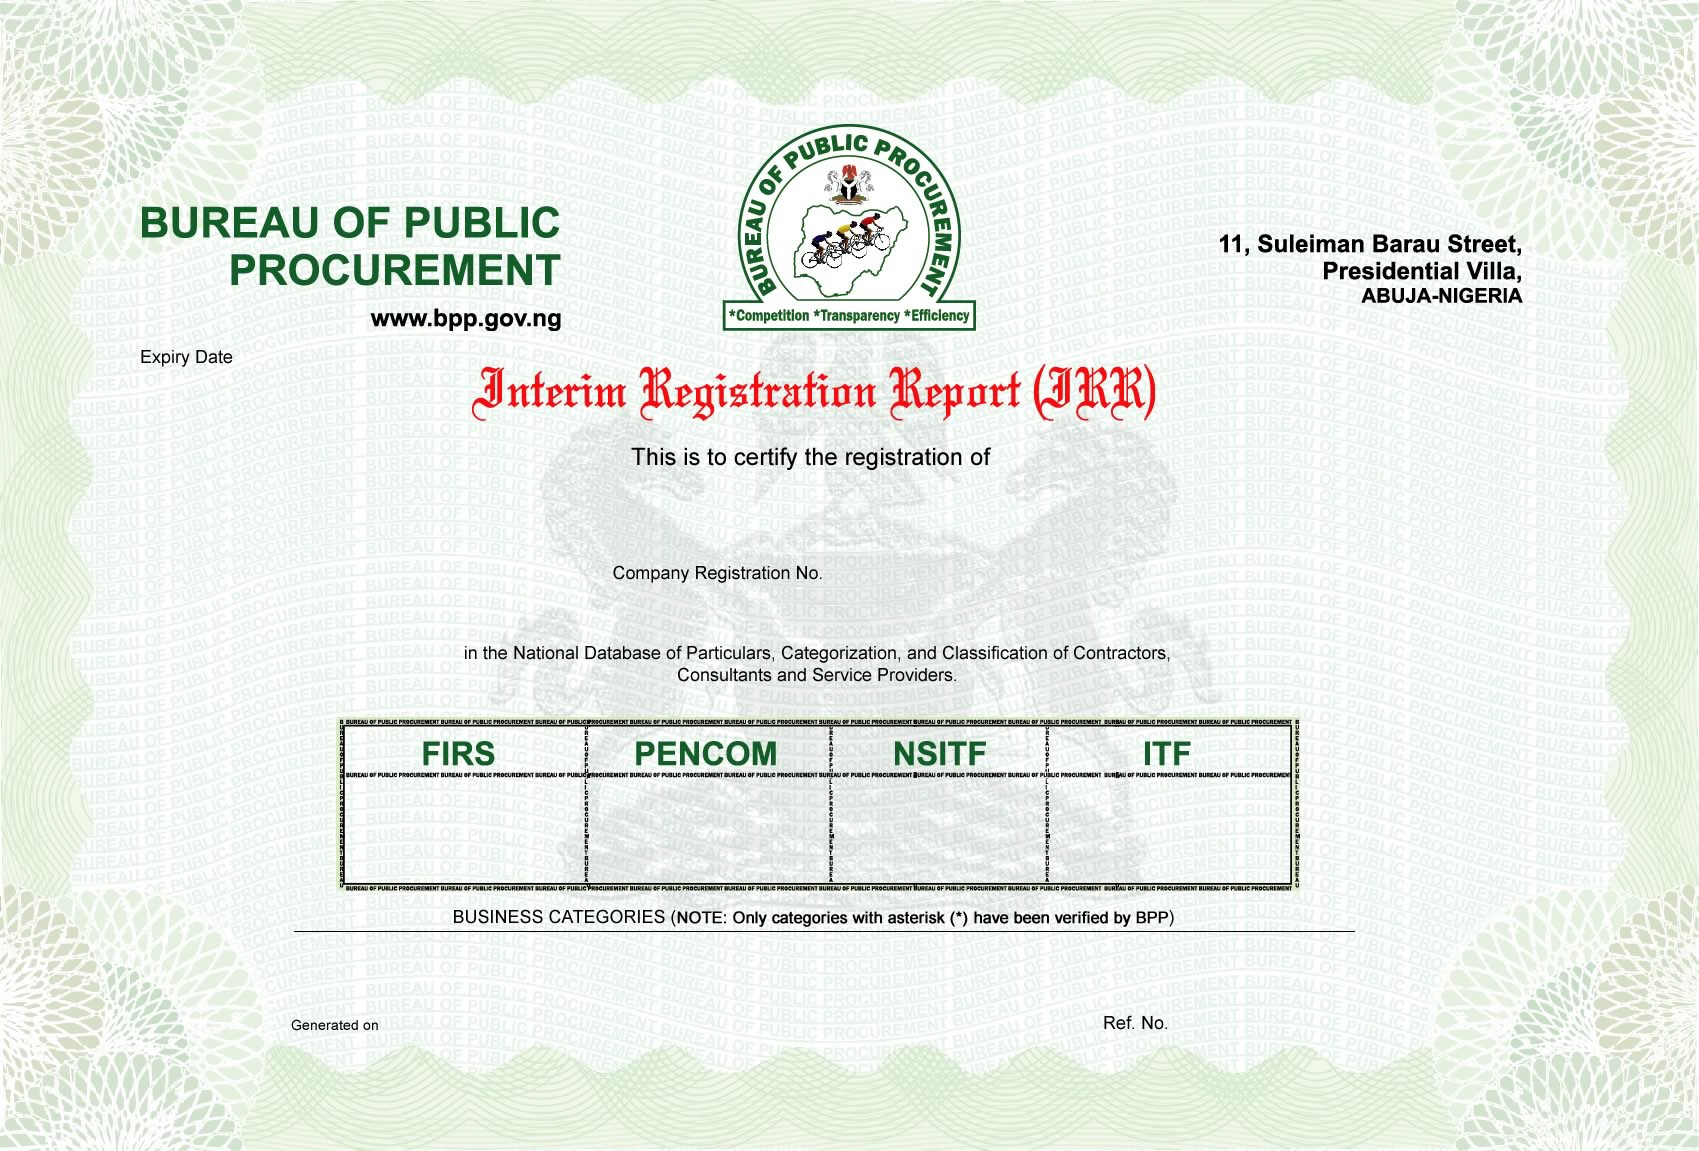 BUREAU OF PUBLIC PROCUREMENT
*Competition *Transparency *Efficiency
BUREAU OF PUBLIC
PROCUREMENT
www.bpp.gov.ng
11, Suleiman Barau Street,
Presidential Villa,
ABUJA-NIGERIA
Expiry Date
Interim Registration Report (IRR)
This is to certify the registration of
Company Registration No.
in the National Database of Particulars, Categorization, and Classification of Contractors,
Consultants and Service Providers.
FIRS PENCOM NSITF ITF
BUSINESS CATEGORIES (NOTE: Only categories with asterisk (*) have been verified by BPP)
Generated on
Ref. No.